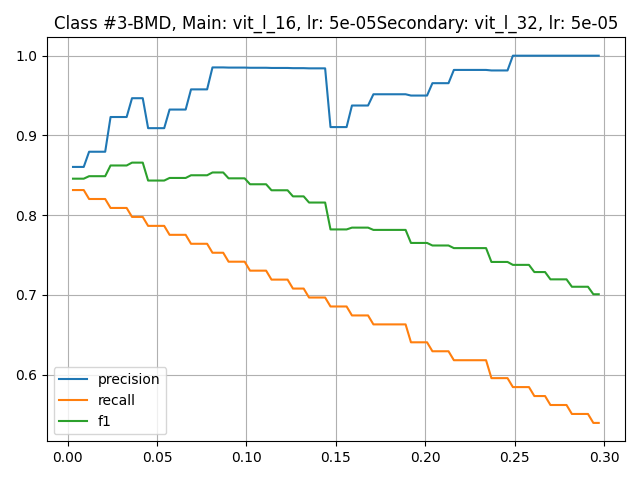 Class #3-BMD, Main: vit_l_16, lr: 5e-05Secondary: vit_l_32, lr: 5e-05
1.0
0.9
0.8
0.7
0.6
precision
recall
f1
0.00 0.05 0.10 0.15 0.20 0.25 0.30